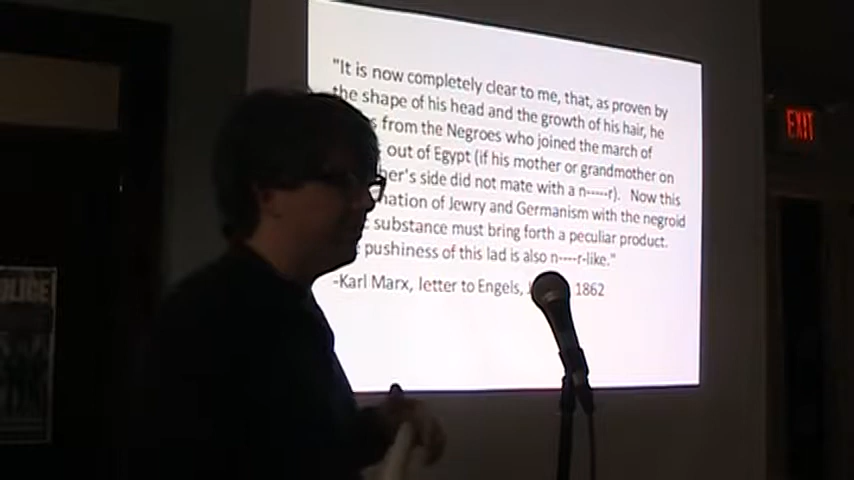 "It is now completely clear to me, that, as proven by
the shape of his head and the growth of his hair, he
from the Negroes who joined the march of
out of Egypt (if his mother or grandmother on
side did not mate with a n-----r). Now this
of Jewry and Germanism with the negroid
substance must bring forth a peculiar product.
pushiness of this lad is also n----r-like."
-Karl Marx, letter to Engels, 1862
EXIT